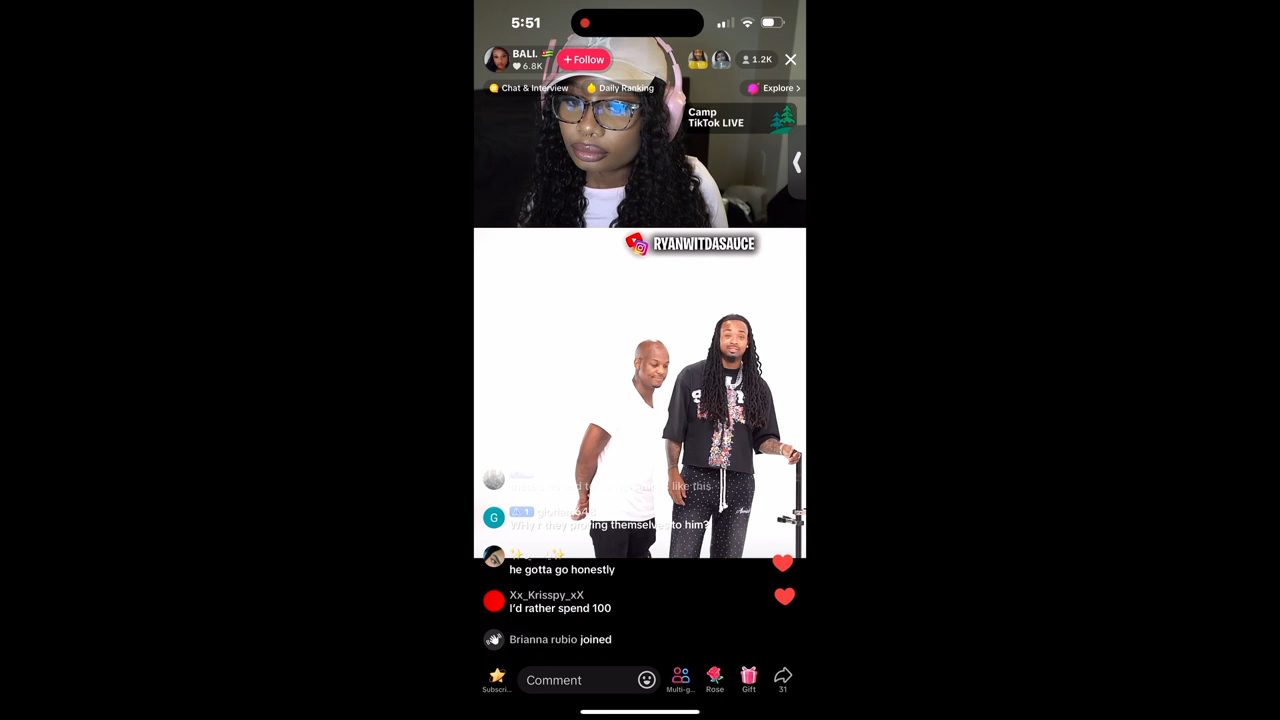 5:51
BALI.
+ Follow
6.8K
1.2K
Chat & Interview
Daily Ranking
Explore >
Camp
TikTok LIVE
RYANWITDASAUCE
like this
1
WHy r they proving themselves to him?
G
he gotta go honestly
Xx_Krisspy_xX
I'd rather spend 100
Brianna rubio joined
Subscri...
Comment
Multi-g...
Rose
Gift
31